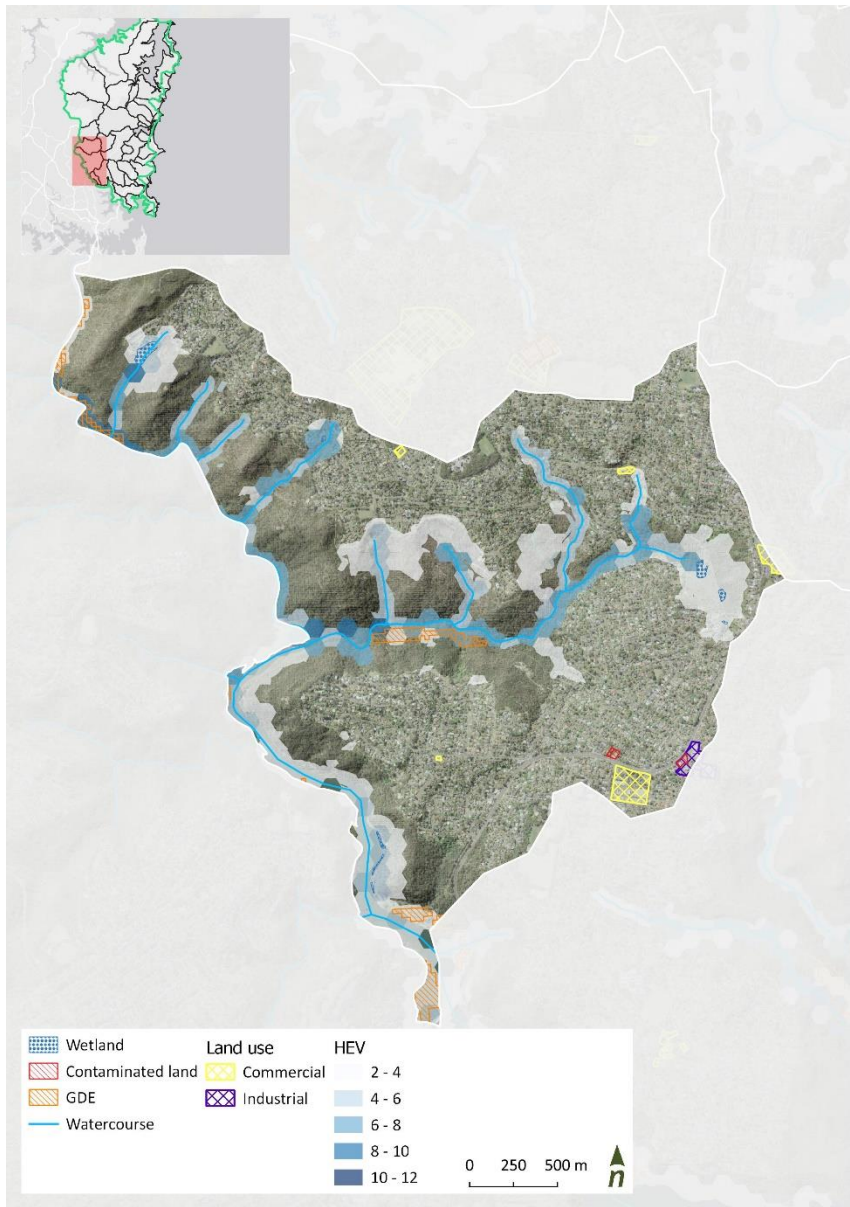 Wetland
Contaminated land
GDE
Watercourse
Land use
Commercial
Industrial
HEV
2 - 4
4 - 6
6 - 8
8 - 10
10 - 12
0 250 500 m
n